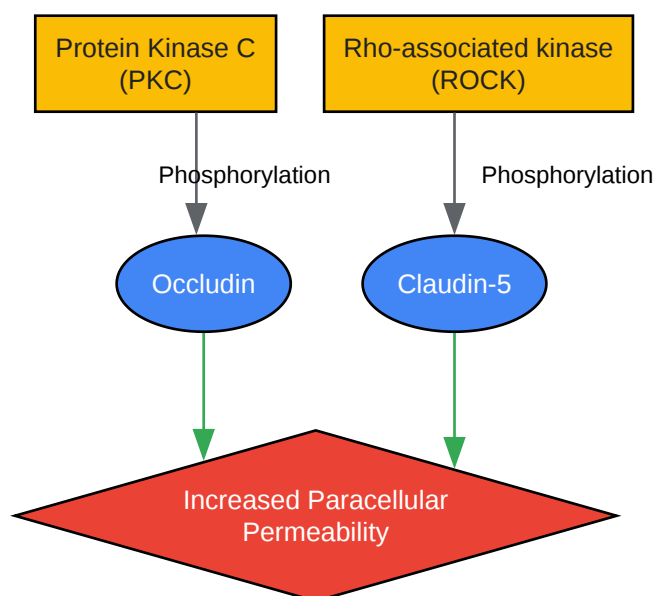 Protein Kinase C
(PKC)
Rho-associated kinase
(ROCK)
Phosphorylation
Phosphorylation
Occludin
Claudin-5
Increased Paracellular
Permeability